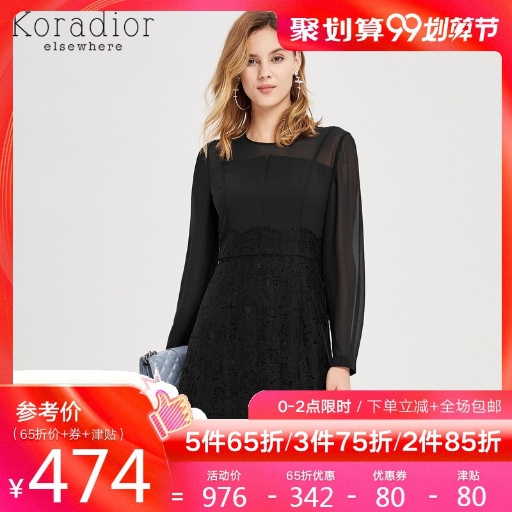 Koradior
elsewhere
聚划算 99划算节
参考价
(65折价+券+津贴)
¥474
0-2点限时/下单立减+全场包邮
5件65折/3件75折/2件85折
活动价 65折优惠 优惠券 津贴
= 976 - 342 - 80 - 80